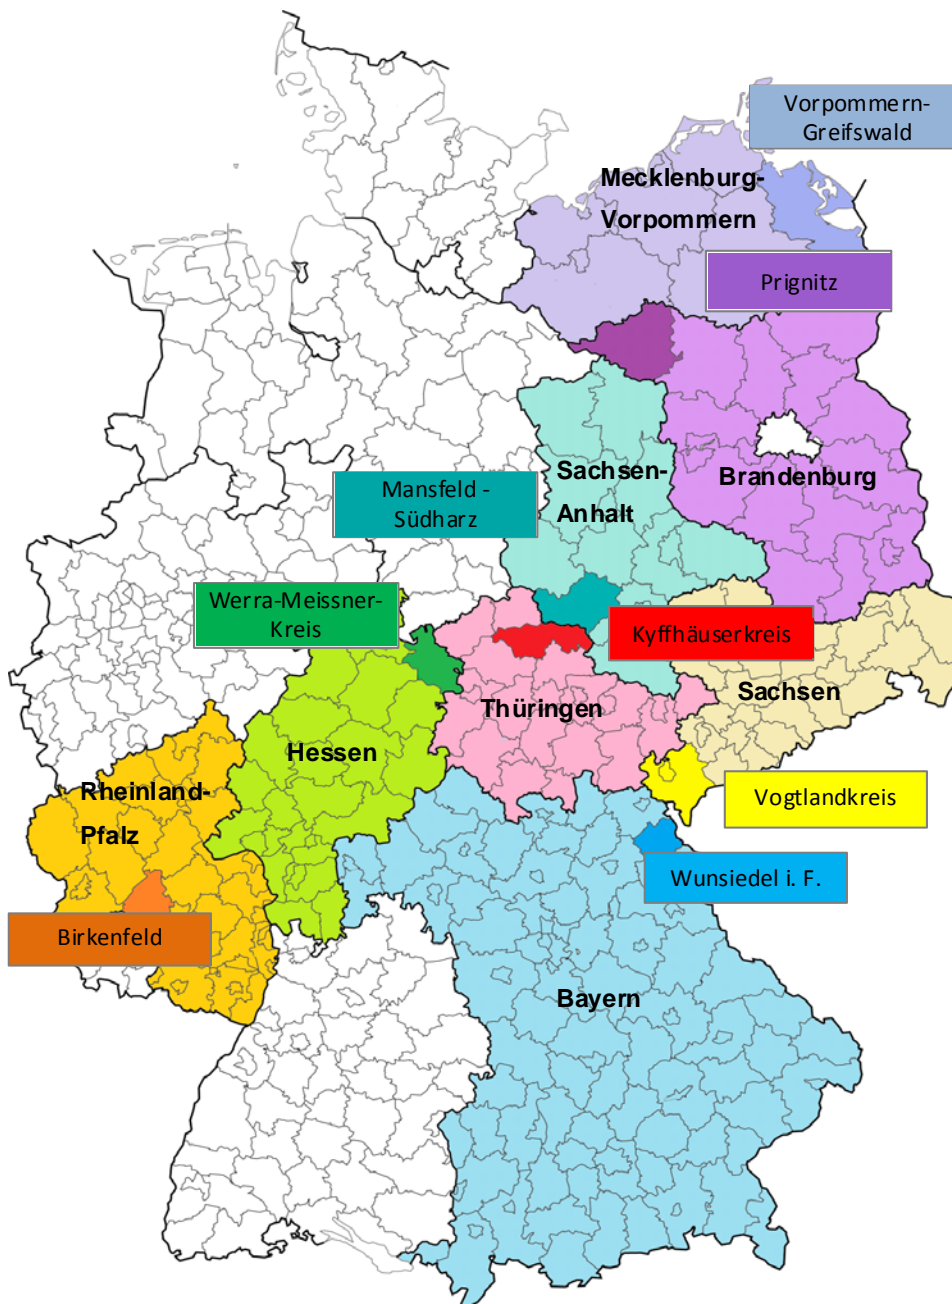 Vorpommern-
Greifswald
Mecklenburg-
Vorpommern
Prignitz
Sachsen-
Anhalt
Brandenburg
Mansfeld -
Südharz
Werra-Meissner-
Kreis
Kyffhäuserkreis
Sachsen
Thüringen
Hessen
Rheinland-
Pfalz
Vogtlandkreis
Wunsiedel i. F.
Birkenfeld
Bayern